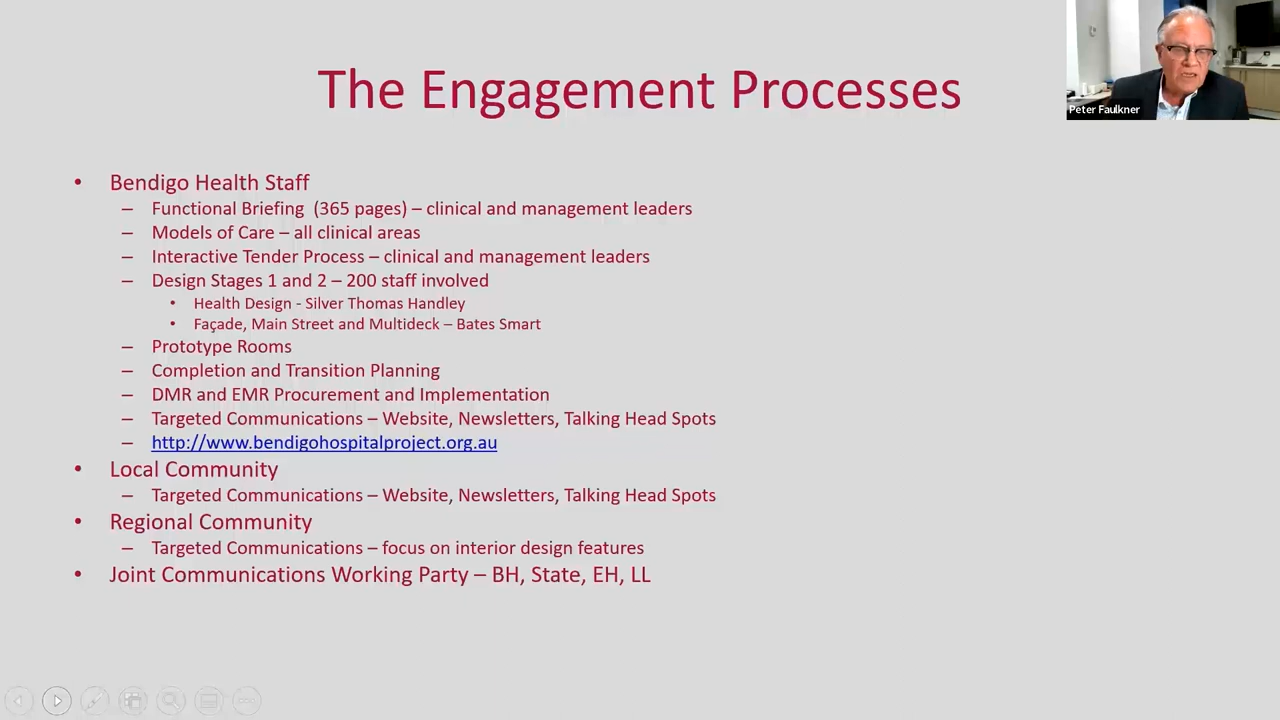 The Engagement Processes
Peter Faulkner
• Bendigo Health Staff
– Functional Briefing (365 pages) – clinical and management leaders
– Models of Care – all clinical areas
– Interactive Tender Process – clinical and management leaders
– Design Stages 1 and 2 – 200 staff involved
• Health Design - Silver Thomas Handley
• Façade, Main Street and Multideck – Bates Smart
– Prototype Rooms
– Completion and Transition Planning
– DMR and EMR Procurement and Implementation
– Targeted Communications – Website, Newsletters, Talking Head Spots
– http://www.bendigohospitalproject.org.au
• Local Community
– Targeted Communications – Website, Newsletters, Talking Head Spots
• Regional Community
– Targeted Communications – focus on interior design features
• Joint Communications Working Party – BH, State, EH, LL